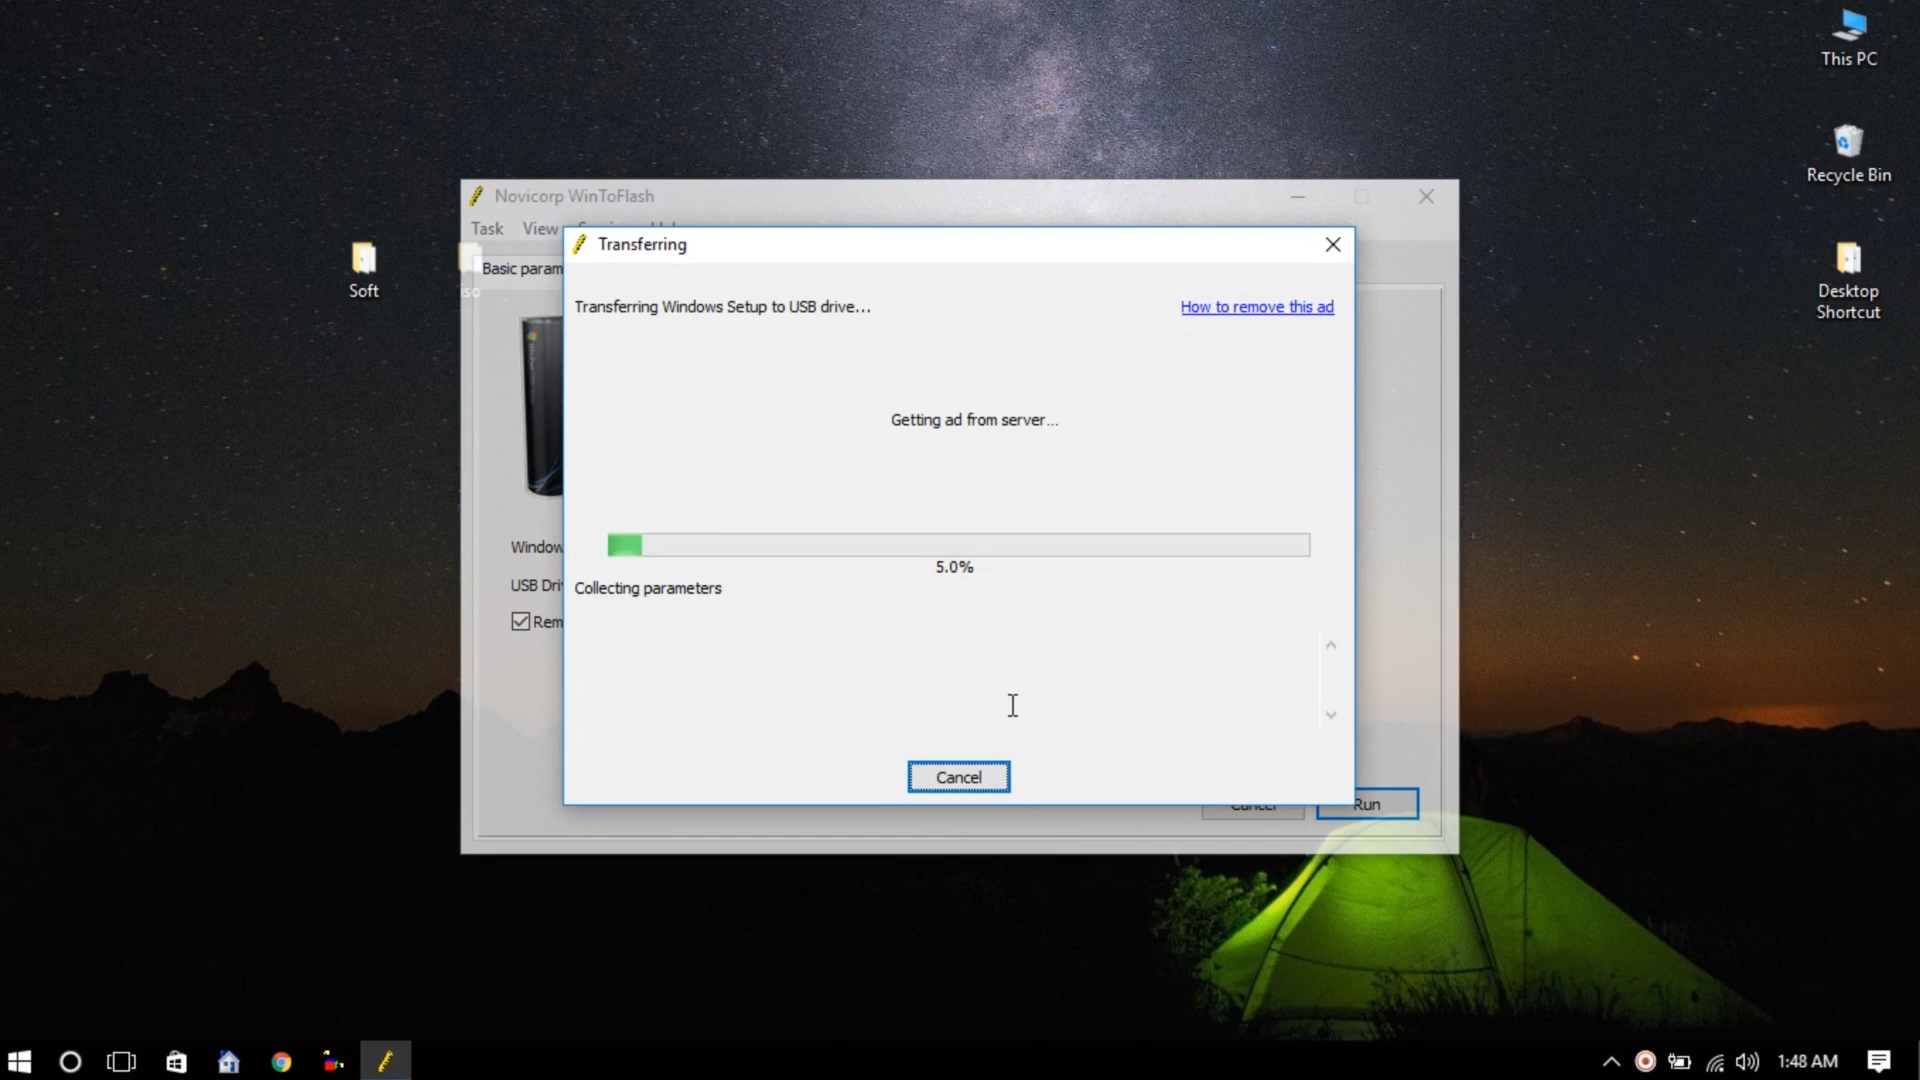 This PC
Recycle Bin
Desktop
Shortcut
Soft
iso
Novicorp WinToFlash
Task View
Basic param
Transferring
Transferring Windows Setup to USB drive...
How to remove this ad
Getting ad from server...
5.0%
Collecting parameters
Window
USB Dri
Rem
Cancel
Cancel
Run
1:48 AM